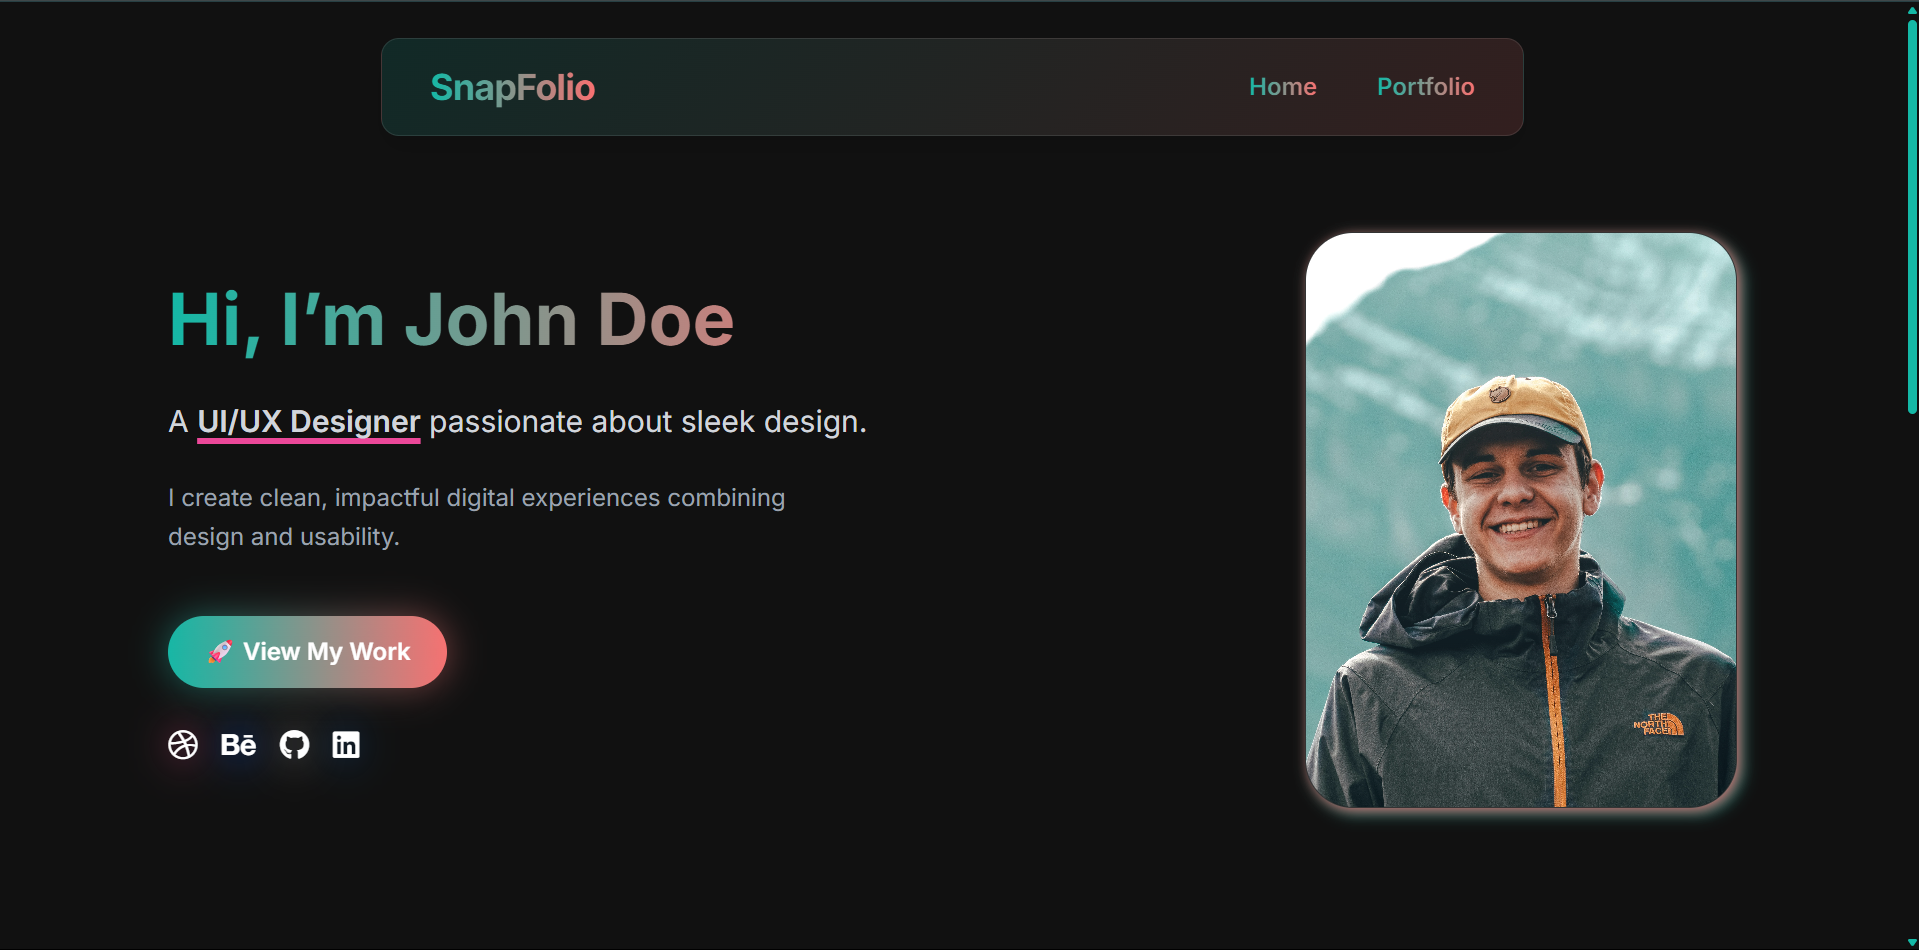 SnapFolio
Home
Portfolio
Hi, I’m John Doe
A UI/UX Designer passionate about sleek design.
I create clean, impactful digital experiences combining
design and usability.
🚀 View My Work
Bē
in
THE
NORTH
FACE